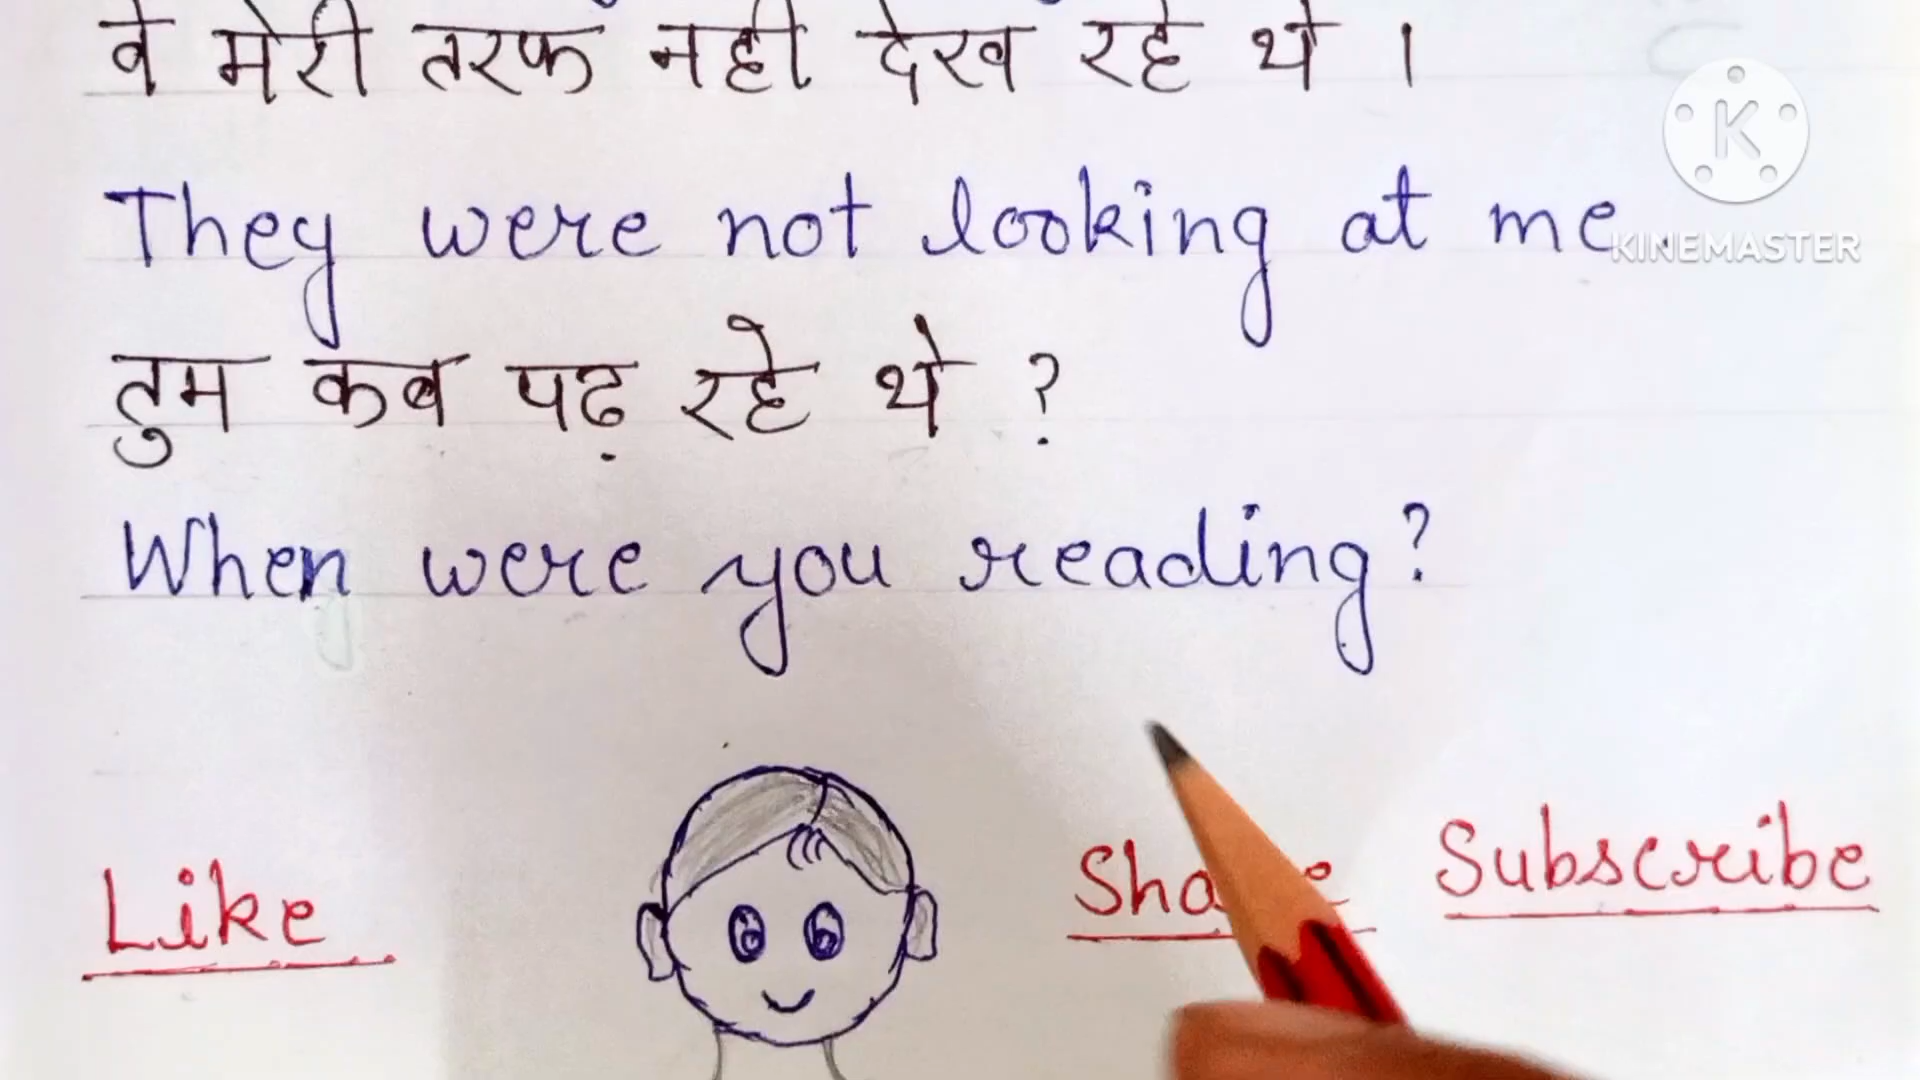 वे मेरी तरफ नही देख रहे थे ।
They were not looking at me.
K
KINEMASTER
तुम कब पढ़ रहे थे ?
When were you reading?
Like
Share
Subscribe